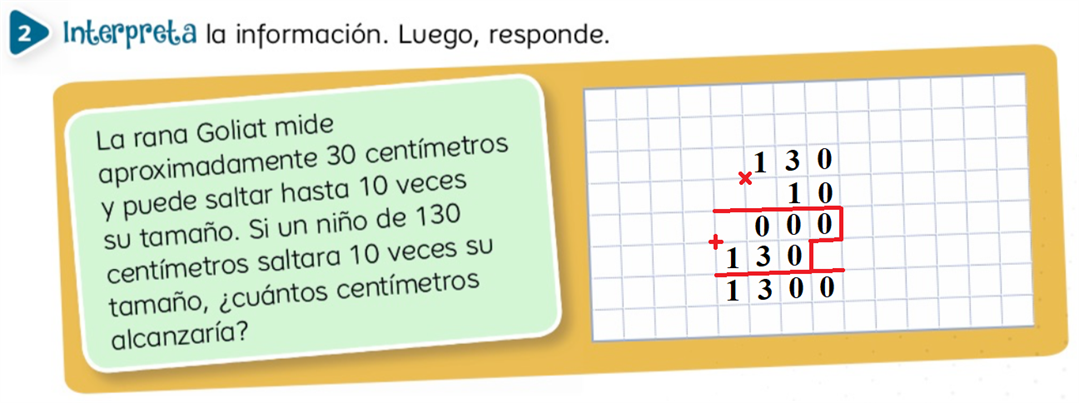 2 Interpreta la información. Luego, responde.
La rana Goliat mide
aproximadamente 30 centímetros
y puede saltar hasta 10 veces
su tamaño. Si un niño de 130
centímetros saltara 10 veces su
tamaño, ¿cuántos centímetros
alcanzaría?
1 3 0
× 1 0
0 0 0
+ 1 3 0
1 3 0 0